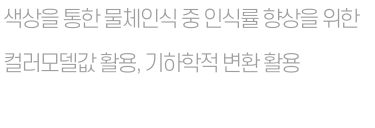 색상을 통한 물체인식 중 인식률 향상을 위한
컬러모델값 활용, 기하학적 변환 활용